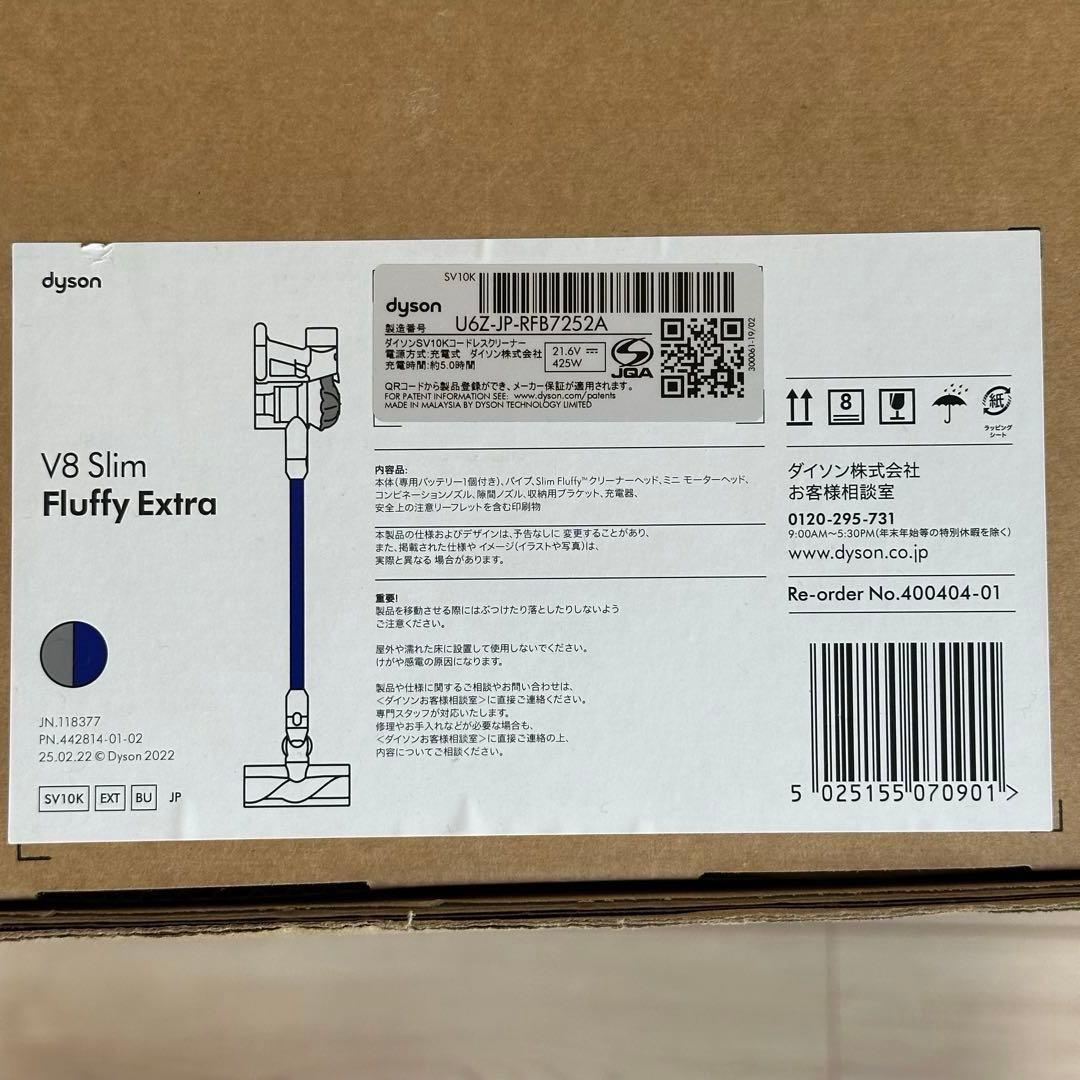 dyson
V8 Slim
Fluffy Extra
JN.118377
PN.442814-01-02
25.02.22 © Dyson 2022
SV10K EXT BU JP
SV10K
dyson
製造番号 U6Z-JP-RFB7252A
ダイソンSV10Kコードレスクリーナー
電源方式:充電式 ダイソン株式会社
充電時間:約5.0時間
21.6V ⎓
425W
JQA
300061-19/02
QRコードから製品登録ができ、メーカー保証が適用されます。
FOR PATENT INFORMATION SEE: www.dyson.com/patents
MADE IN MALAYSIA BY DYSON TECHNOLOGY LIMITED
内容品:
本体(専用バッテリー1個付き)、パイプ、Slim Fluffy™クリーナーヘッド、ミニ モーターヘッド、
コンビネーションノズル、隙間ノズル、収納用ブラケット、充電器、
安全上の注意リーフレットを含む印刷物
本製品の仕様およびデザインは、予告なしに 変更することがあり、
また、掲載された仕様や イメージ(イラストや写真)は、
実際と異なる 場合があります。
重要!
製品を移動させる際にはぶつけたり落としたりしないよう
ご注意ください。
屋外や濡れた床に設置して使用しないでください。
けがや感電の原因になります。
製品や仕様に関するご相談やお問い合わせは、
<ダイソンお客様相談室>に直接ご連絡ください。
専門スタッフが対応いたします。
修理やお手入れなどが必要な場合も、
<ダイソンお客様相談室>に直接ご連絡の上、
内容についてご相談ください。
8
紙
ラッピング
シート
ダイソン株式会社
お客様相談室
0120-295-731
9:00AM〜5:30PM(年末年始等の特別休暇を除く)
www.dyson.co.jp
Re-order No.400404-01
5 025155 070901 >